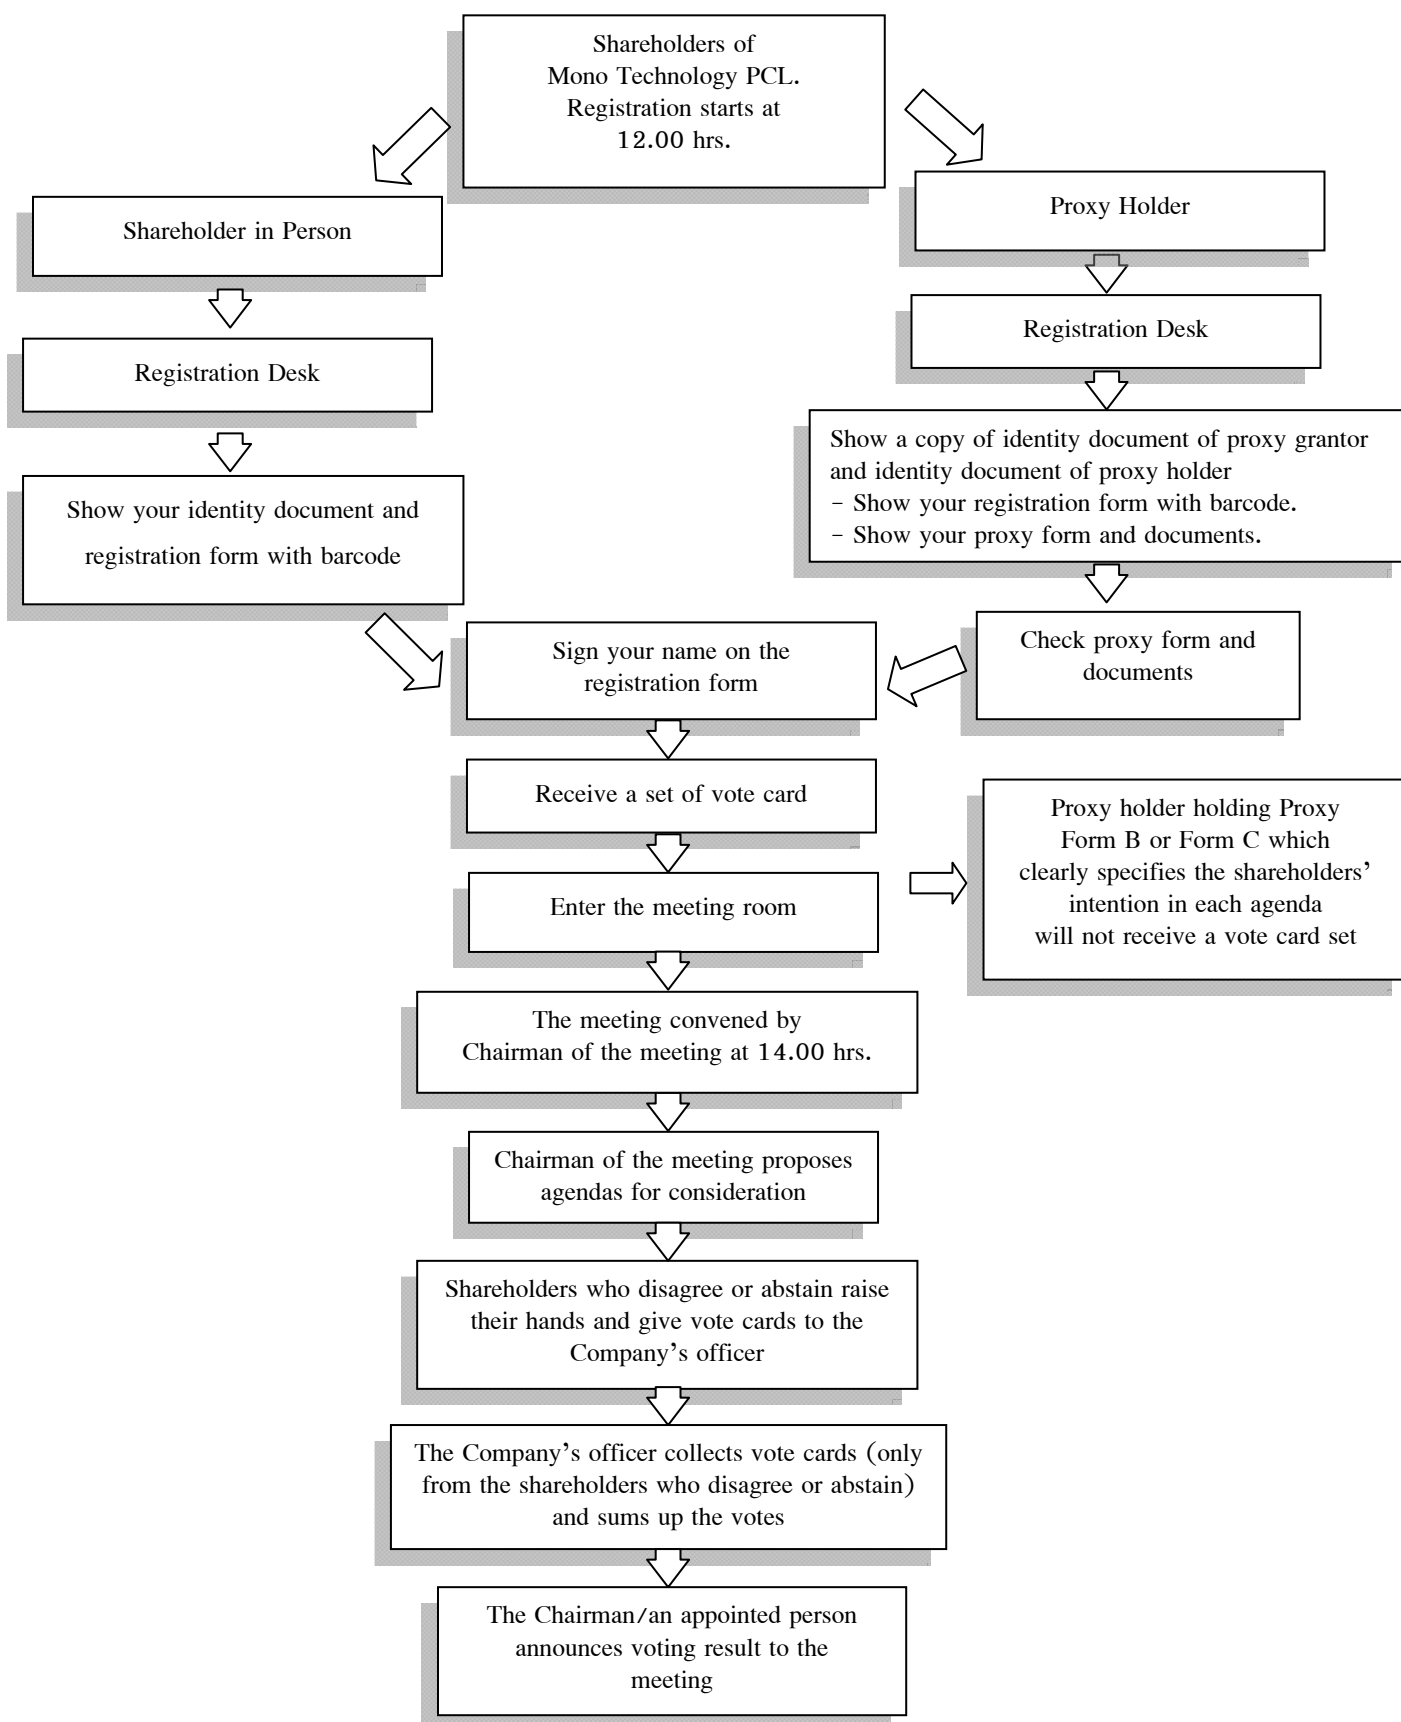 Shareholders of
Mono Technology PCL.
Registration starts at
12.00 hrs.
Shareholder in Person
Proxy Holder
Registration Desk
Registration Desk
Show your identity document and
registration form with barcode
Show a copy of identity document of proxy grantor
and identity document of proxy holder
- Show your registration form with barcode.
- Show your proxy form and documents.
Check proxy form and
documents
Sign your name on the
registration form
Receive a set of vote card
Proxy holder holding Proxy
Form B or Form C which
clearly specifies the shareholders’
intention in each agenda
will not receive a vote card set
Enter the meeting room
The meeting convened by
Chairman of the meeting at 14.00 hrs.
Chairman of the meeting proposes
agendas for consideration
Shareholders who disagree or abstain raise
their hands and give vote cards to the
Company’s officer
The Company’s officer collects vote cards (only
from the shareholders who disagree or abstain)
and sums up the votes
The Chairman/an appointed person
announces voting result to the
meeting